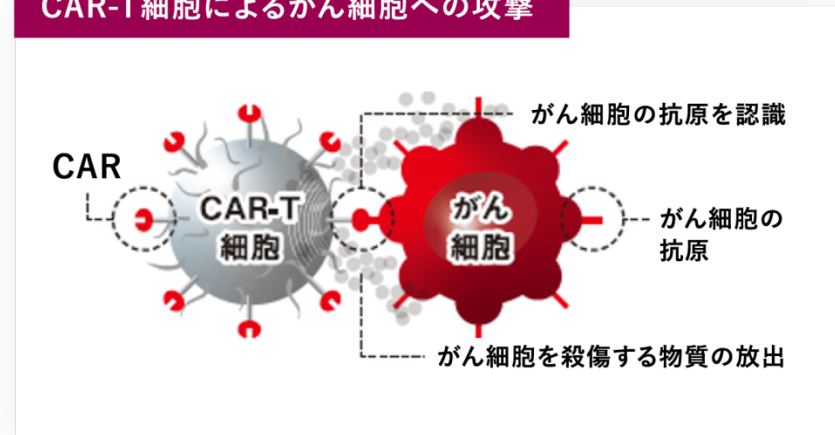 CAR-T細胞によるがん細胞への攻撃
がん細胞の抗原を認識
CAR
CAR-T
細胞
がん
細胞
がん細胞の
抗原
がん細胞を殺傷する物質の放出